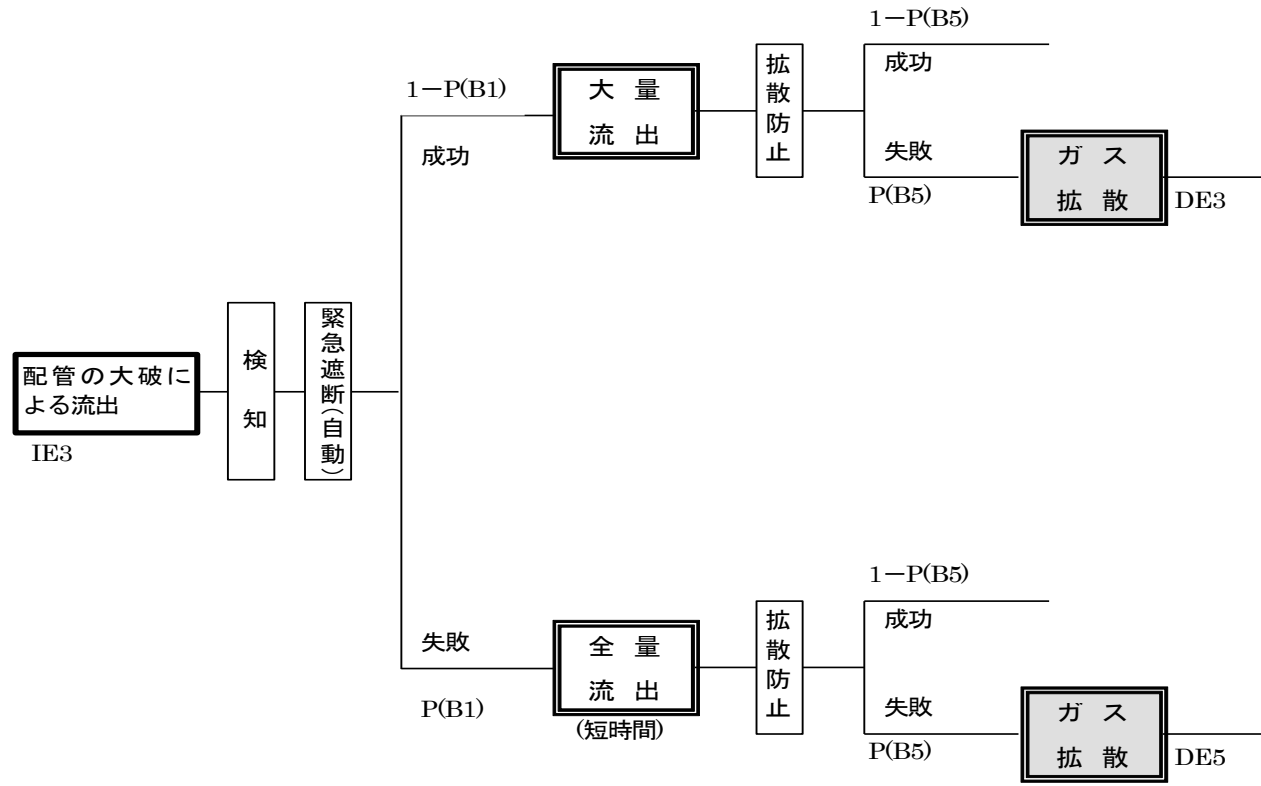 配管の大破に
よる流出
IE3
検知
緊急遮断(自動)
1－P(B1)
成功
大量
流出
拡散防止
1－P(B5)
成功
失敗
P(B5)
ガス
拡散
DE3
失敗
P(B1)
全量
流出
(短時間)
拡散防止
1－P(B5)
成功
失敗
P(B5)
ガス
拡散
DE5